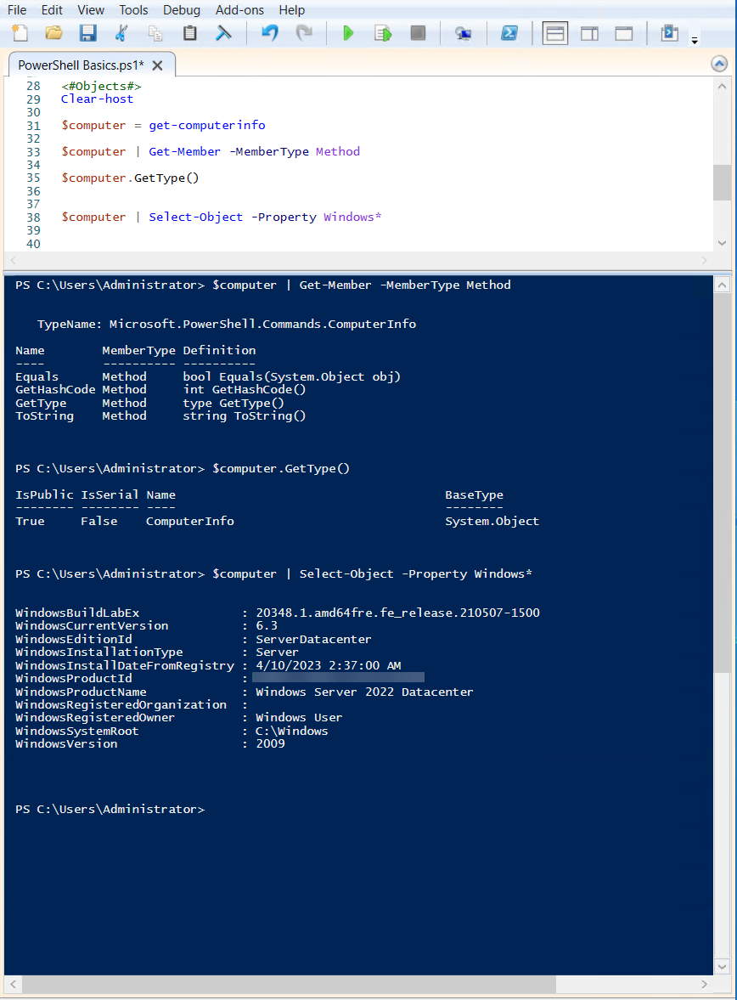 File Edit View Tools Debug Add-ons Help
PowerShell Basics.ps1*
28 <#Objects#>
29 Clear-host
30
31 $computer = get-computerinfo
32
33 $computer | Get-Member -MemberType Method
34
35 $computer.GetType()
36
37
38 $computer | Select-Object -Property Windows*
39
40
PS C:\Users\Administrator> $computer | Get-Member -MemberType Method
TypeName: Microsoft.PowerShell.Commands.ComputerInfo
Name MemberType Definition
---- ---------- ----------
Equals Method bool Equals(System.Object obj)
GetHashCode Method int GetHashCode()
GetType Method type GetType()
ToString Method string ToString()
PS C:\Users\Administrator> $computer.GetType()
IsPublic IsSerial Name BaseType
-------- -------- ---- --------
True False ComputerInfo System.Object
PS C:\Users\Administrator> $computer | Select-Object -Property Windows*
WindowsBuildLabEx : 20348.1.amd64fre.fe_release.210507-1500
WindowsCurrentVersion : 6.3
WindowsEditionId : ServerDatacenter
WindowsInstallationType : Server
WindowsInstallDateFromRegistry : 4/10/2023 2:37:00 AM
WindowsProductId :
WindowsProductName : Windows Server 2022 Datacenter
WindowsRegisteredOrganization :
WindowsRegisteredOwner : Windows User
WindowsSystemRoot : C:\Windows
WindowsVersion : 2009
PS C:\Users\Administrator>